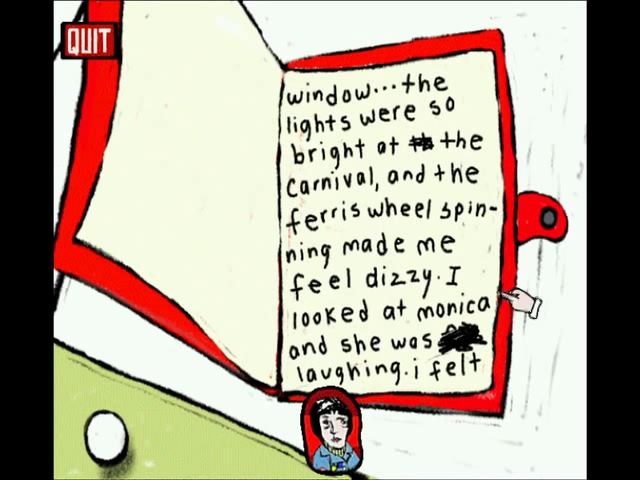 QUIT
window...the
lights were so
bright at the
carnival, and the
ferris wheel spin-
ning made me
feel dizzy. I
looked at monica
and she was
laughing. i felt